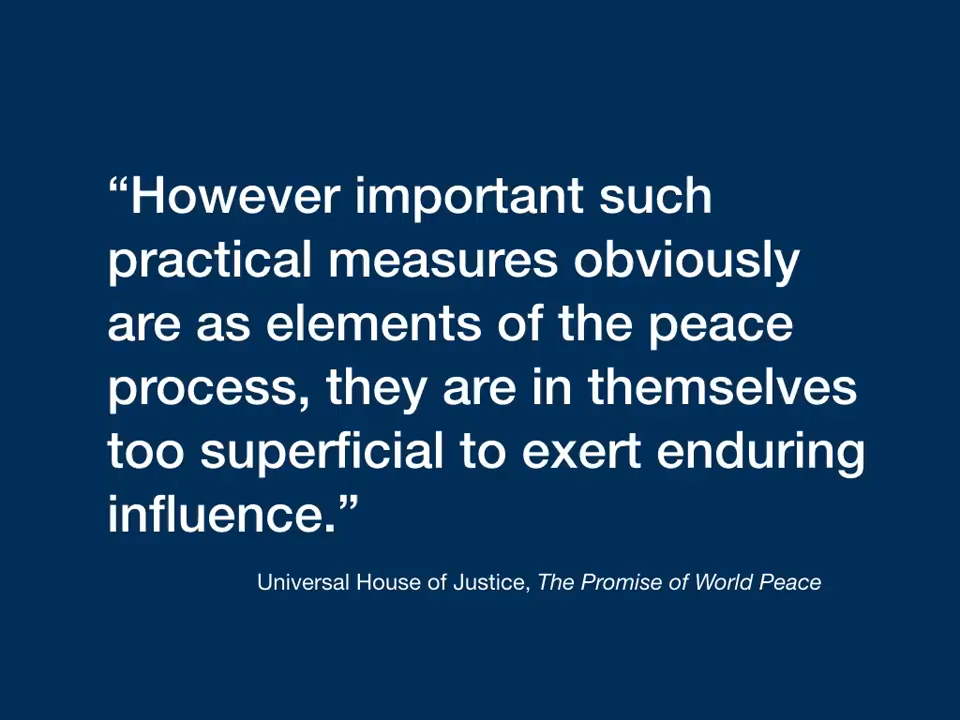 “However important such
practical measures obviously
are as elements of the peace
process, they are in themselves
too superficial to exert enduring
influence.”
Universal House of Justice, The Promise of World Peace